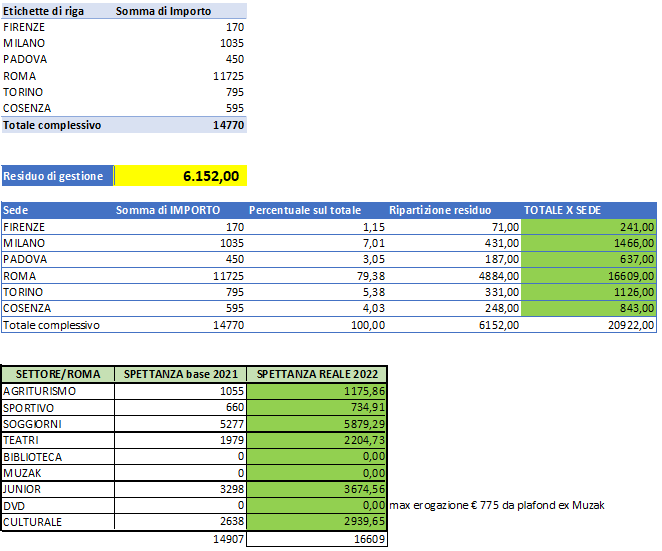 Etichette di riga Somma di Importo
FIRENZE 170
MILANO 1035
PADOVA 450
ROMA 11725
TORINO 795
COSENZA 595
Totale complessivo 14770
Residuo di gestione 6.152,00
Sede Somma di IMPORTO Percentuale sul totale Ripartizione residuo TOTALE X SEDE
FIRENZE 170 1,15 71,00 241,00
MILANO 1035 7,01 431,00 1466,00
PADOVA 450 3,05 187,00 637,00
ROMA 11725 79,38 4884,00 16609,00
TORINO 795 5,38 331,00 1126,00
COSENZA 595 4,03 248,00 843,00
Totale complessivo 14770 100,00 6152,00 20922,00
SETTORE/ROMA SPETTANZA base 2021 SPETTANZA REALE 2022
AGRITURISMO 1055 1175,86
SPORTIVO 660 734,91
SOGGIORNI 5277 5879,29
TEATRI 1979 2204,73
BIBLIOTECA 0 0,00
MUZAK 0 0,00
JUNIOR 3298 3674,56
DVD 0 0,00 max erogazione € 775 da plafond ex Muzak
CULTURALE 2638 2939,65
14907 16609